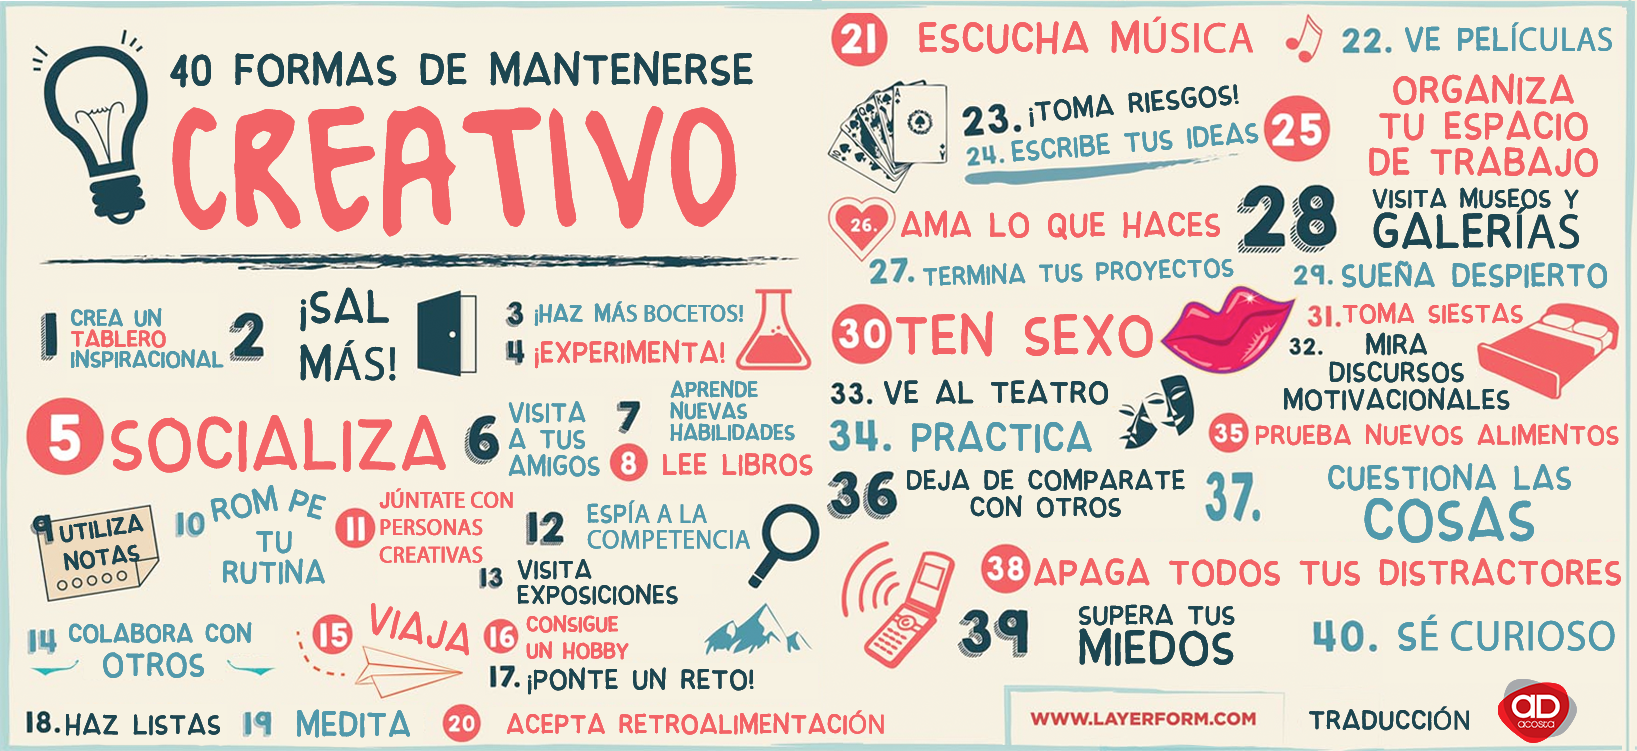 40 FORMAS DE MANTENERSE
CREATIVO
1 CREA UN
TABLERO
INSPIRACIONAL
2 ¡SAL
MÁS!
3 ¡HAZ MÁS BOCETOS!
4 ¡EXPERIMENTA!
5 SOCIALIZA
6 VISITA
A TUS
AMIGOS
7 APRENDE
NUEVAS
HABILIDADES
8 LEE LIBROS
9 UTILIZA
NOTAS
10 ROM PE
TU
RUTINA
11 JÚNTATE CON
PERSONAS
CREATIVAS
12 ESPÍA A LA
COMPETENCIA
13 VISITA
EXPOSICIONES
14 COLABORA CON
OTROS
15 VIAJA
16 CONSIGUE
UN HOBBY
17. ¡PONTE UN RETO!
18. HAZ LISTAS
19 MEDITA
20 ACEPTA RETROALIMENTACIÓN
21 ESCUCHA MÚSICA
22. VE PELÍCULAS
A
A
23. ¡TOMA RIESGOS!
24. ESCRIBE TUS IDEAS
25 ORGANIZA
TU ESPACIO
DE TRABAJO
26. AMA LO QUE HACES
27. TERMINA TUS PROYECTOS
28 VISITA MUSEOS Y
GALERÍAS
29. SUEÑA DESPIERTO
30 TEN SEXO
31. TOMA SIESTAS
32. MIRA
DISCURSOS
MOTIVACIONALES
33. VE AL TEATRO
34. PRACTICA
35 PRUEBA NUEVOS ALIMENTOS
36 DEJA DE COMPARATE
CON OTROS
37. CUESTIONA LAS
COSAS
38 APAGA TODOS TUS DISTRACTORES
39 SUPERA TUS
MIEDOS
40. SÉ CURIOSO
WWW.LAYERFORM.COM
TRADUCCIÓN
aD
acosta